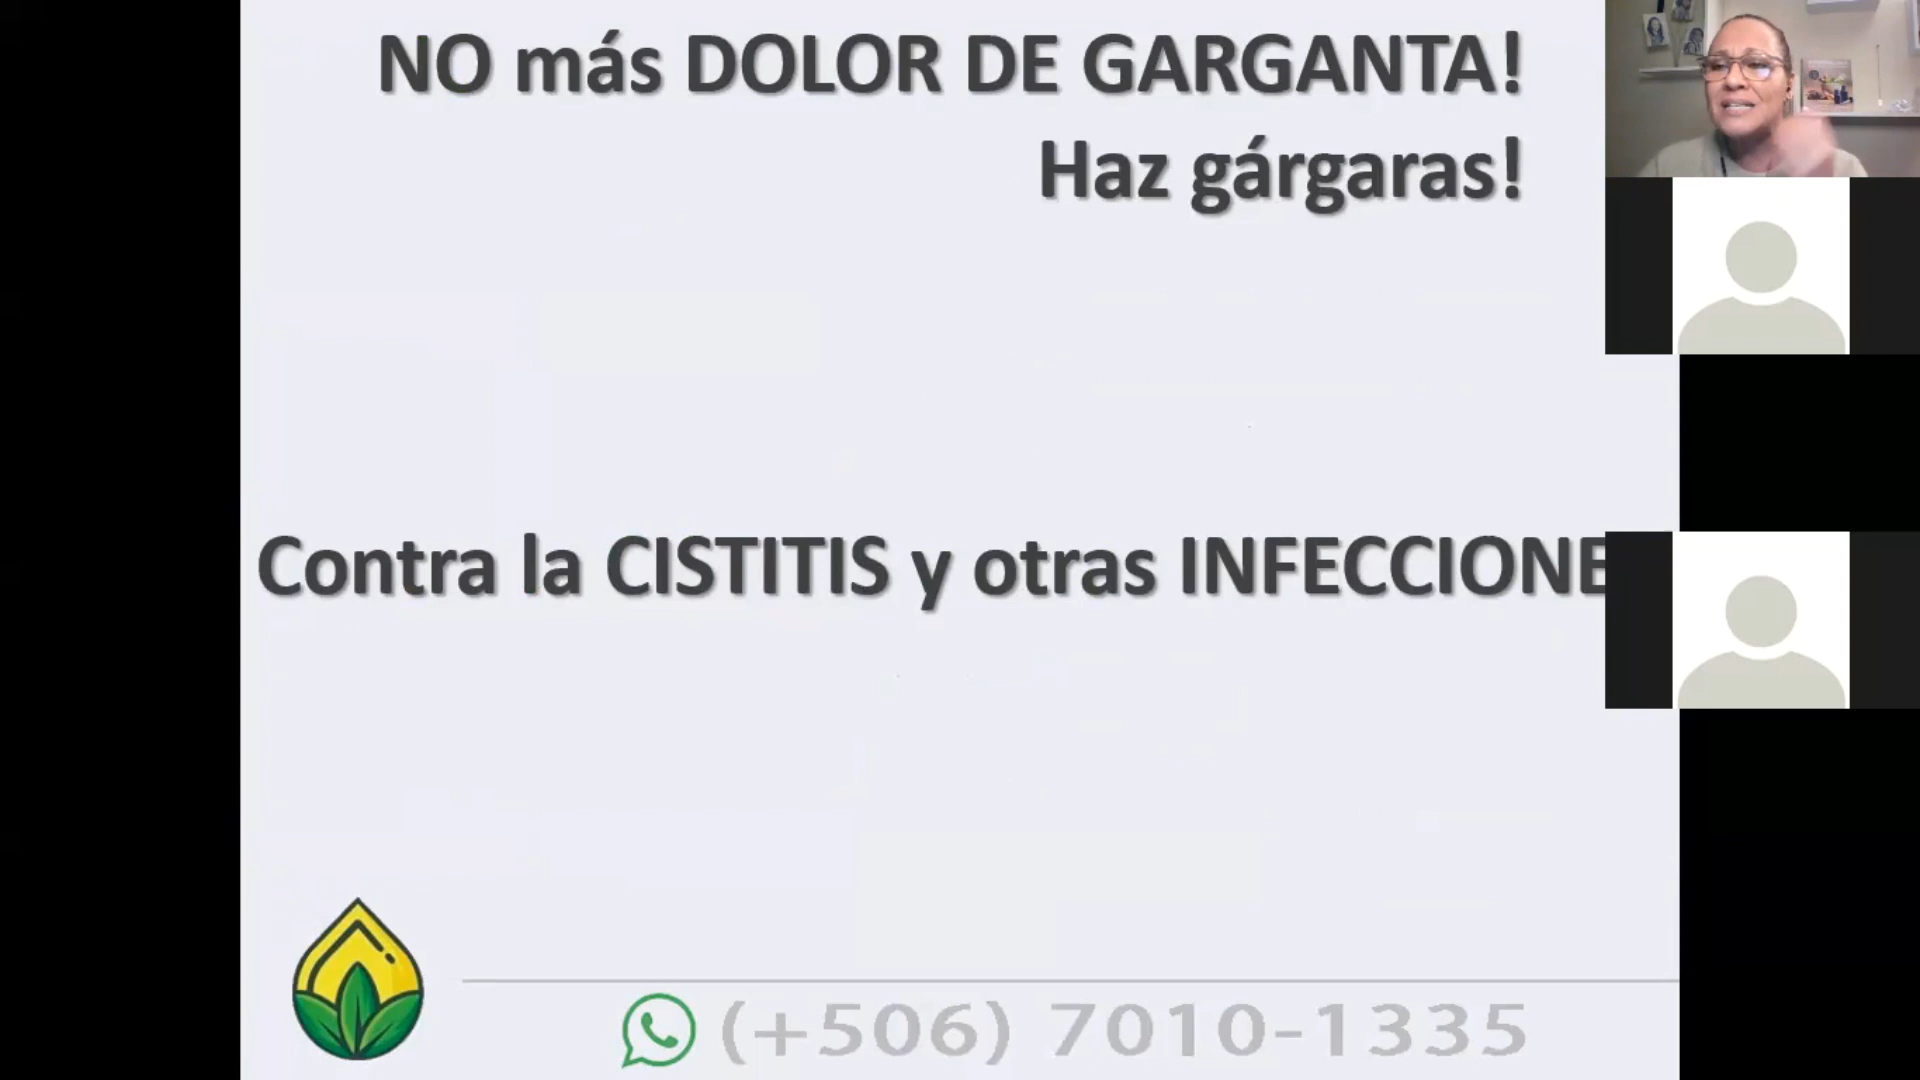 NO más DOLOR DE GARGANTA!
Haz gárgaras!
Contra la CISTITIS y otras INFECCIONE
(+506) 7010-1335